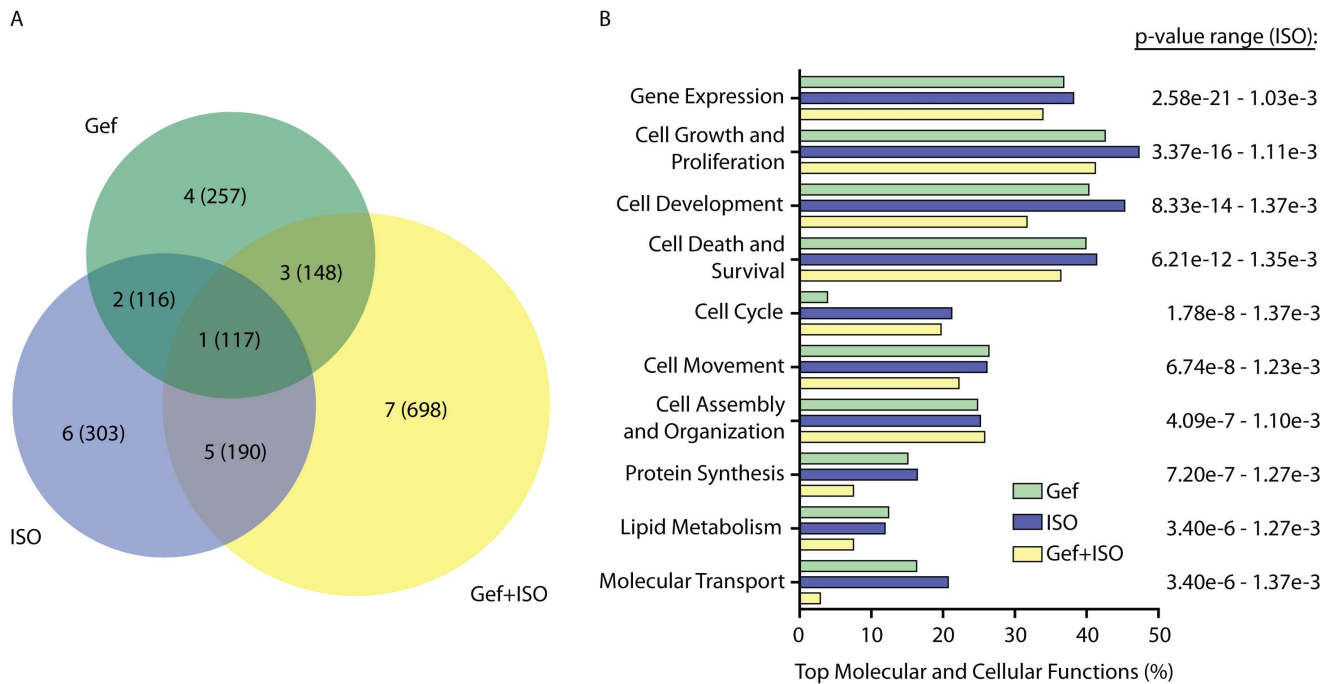 A
Gef
4 (257)
3 (148)
2 (116)
1 (117)
7 (698)
6 (303)
5 (190)
ISO
Gef+ISO
B
p-value range (ISO):
Gene Expression
2.58e-21 - 1.03e-3
Cell Growth and
Proliferation
3.37e-16 - 1.11e-3
Cell Development
8.33e-14 - 1.37e-3
Cell Death and
Survival
6.21e-12 - 1.35e-3
Cell Cycle
1.78e-8 - 1.37e-3
Cell Movement
6.74e-8 - 1.23e-3
Cell Assembly
and Organization
4.09e-7 - 1.10e-3
Protein Synthesis
7.20e-7 - 1.27e-3
Lipid Metabolism
3.40e-6 - 1.27e-3
Molecular Transport
3.40e-6 - 1.37e-3
Gef
ISO
Gef+ISO
0 10 20 30 40 50
Top Molecular and Cellular Functions (%)